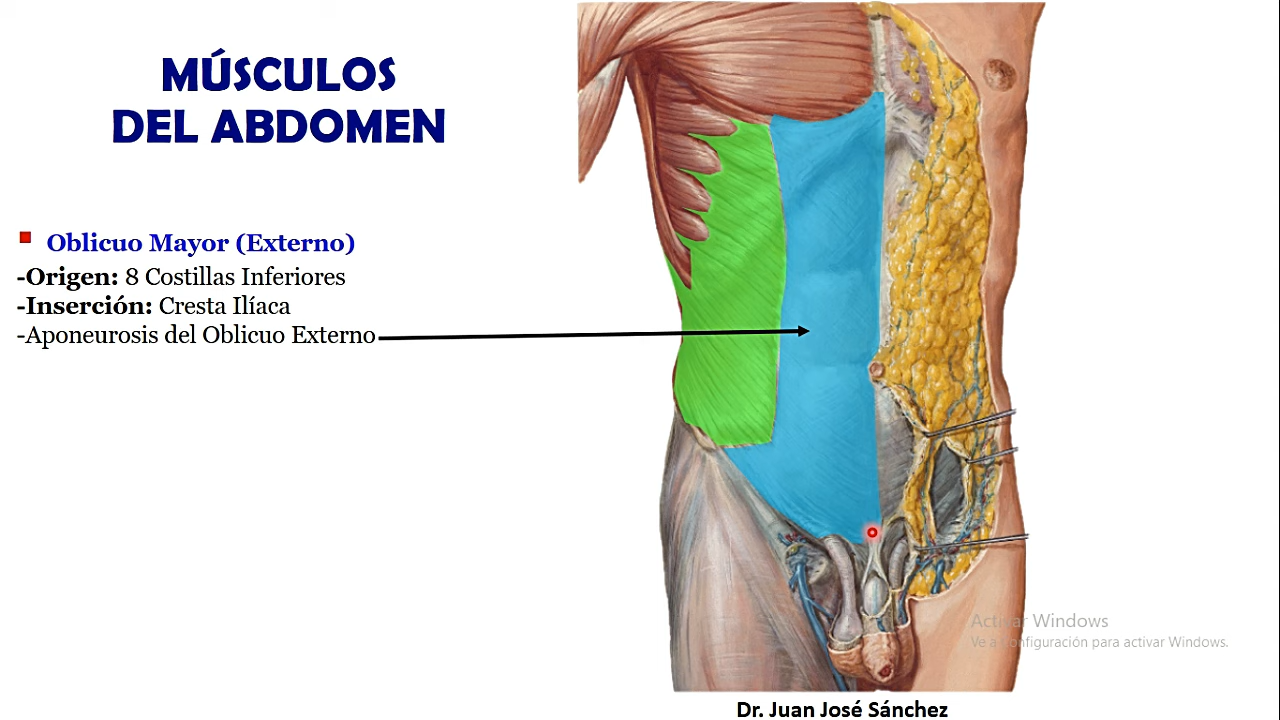 MÚSCULOS
DEL ABDOMEN
Oblicuo Mayor (Externo)
-Origen: 8 Costillas Inferiores
-Inserción: Cresta Ilíaca
-Aponeurosis del Oblicuo Externo
Activar Windows
Ve a Configuración para activar Windows.
Dr. Juan José Sánchez